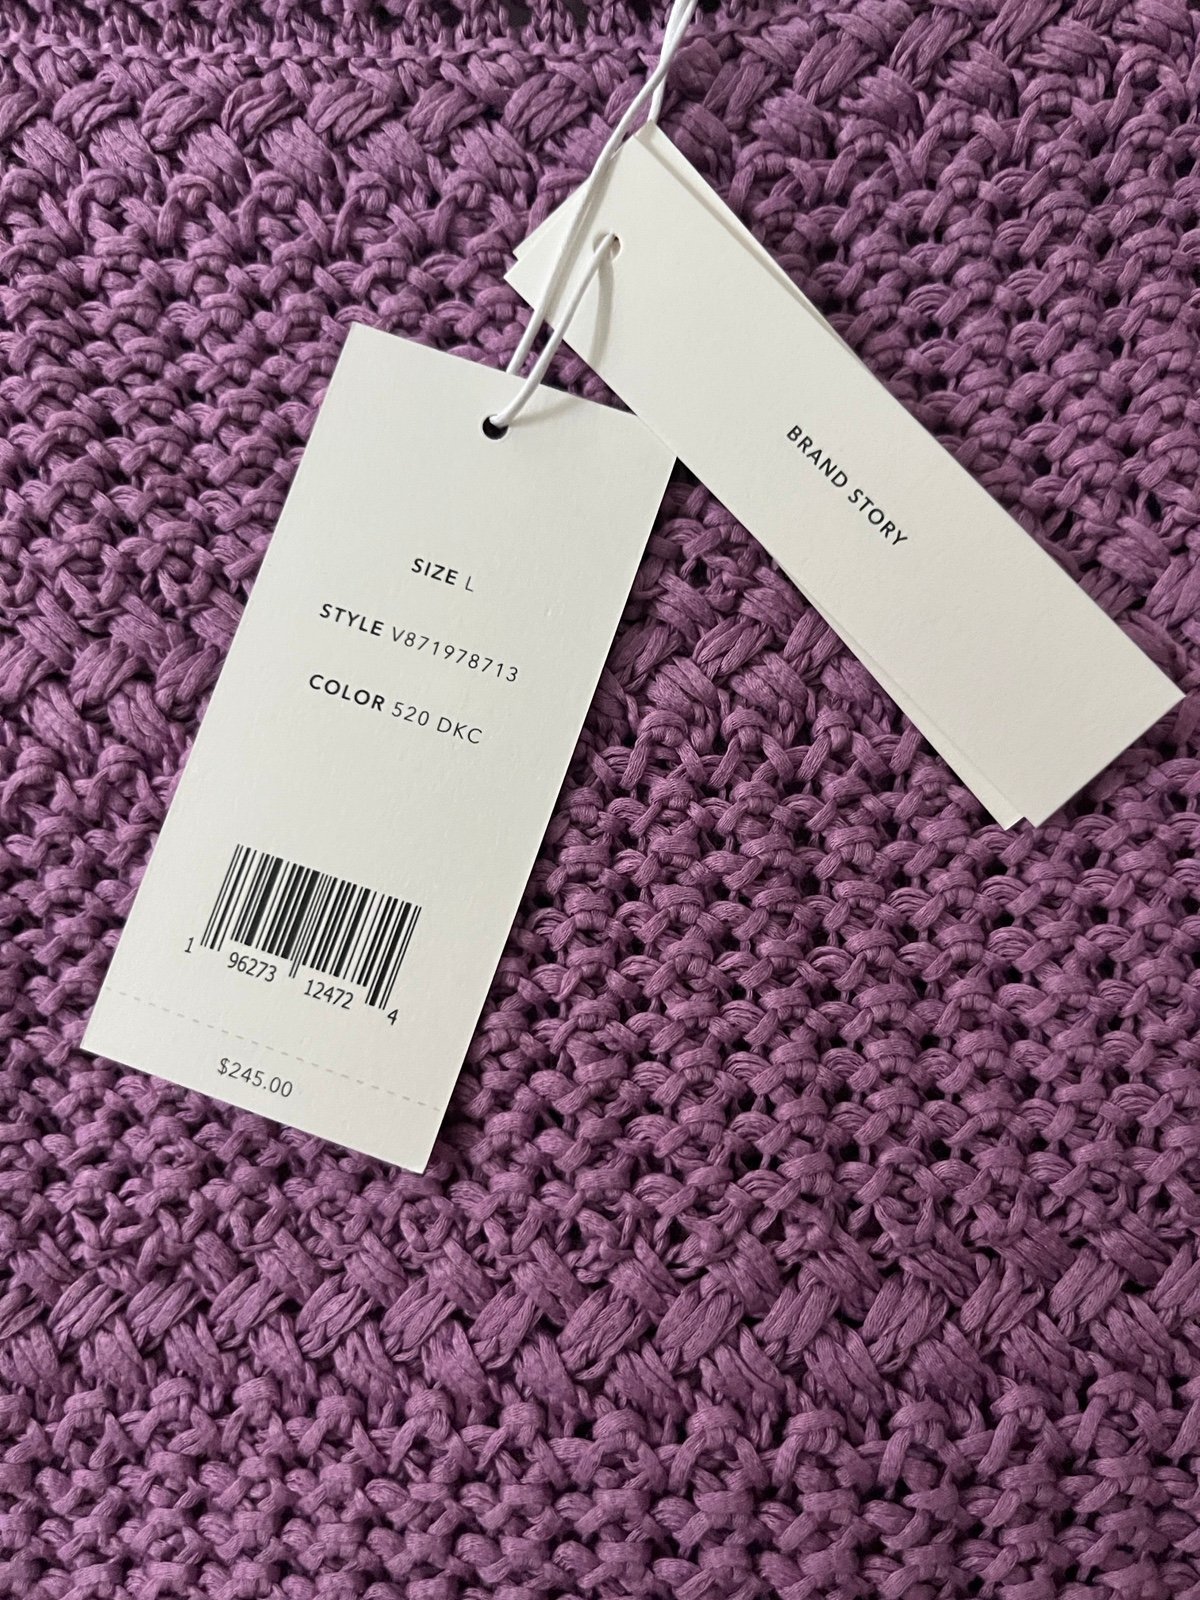 BRAND STORY
SIZE L
STYLE V871978713
COLOR 520 DKC
1 96273 12472 4
$245.00